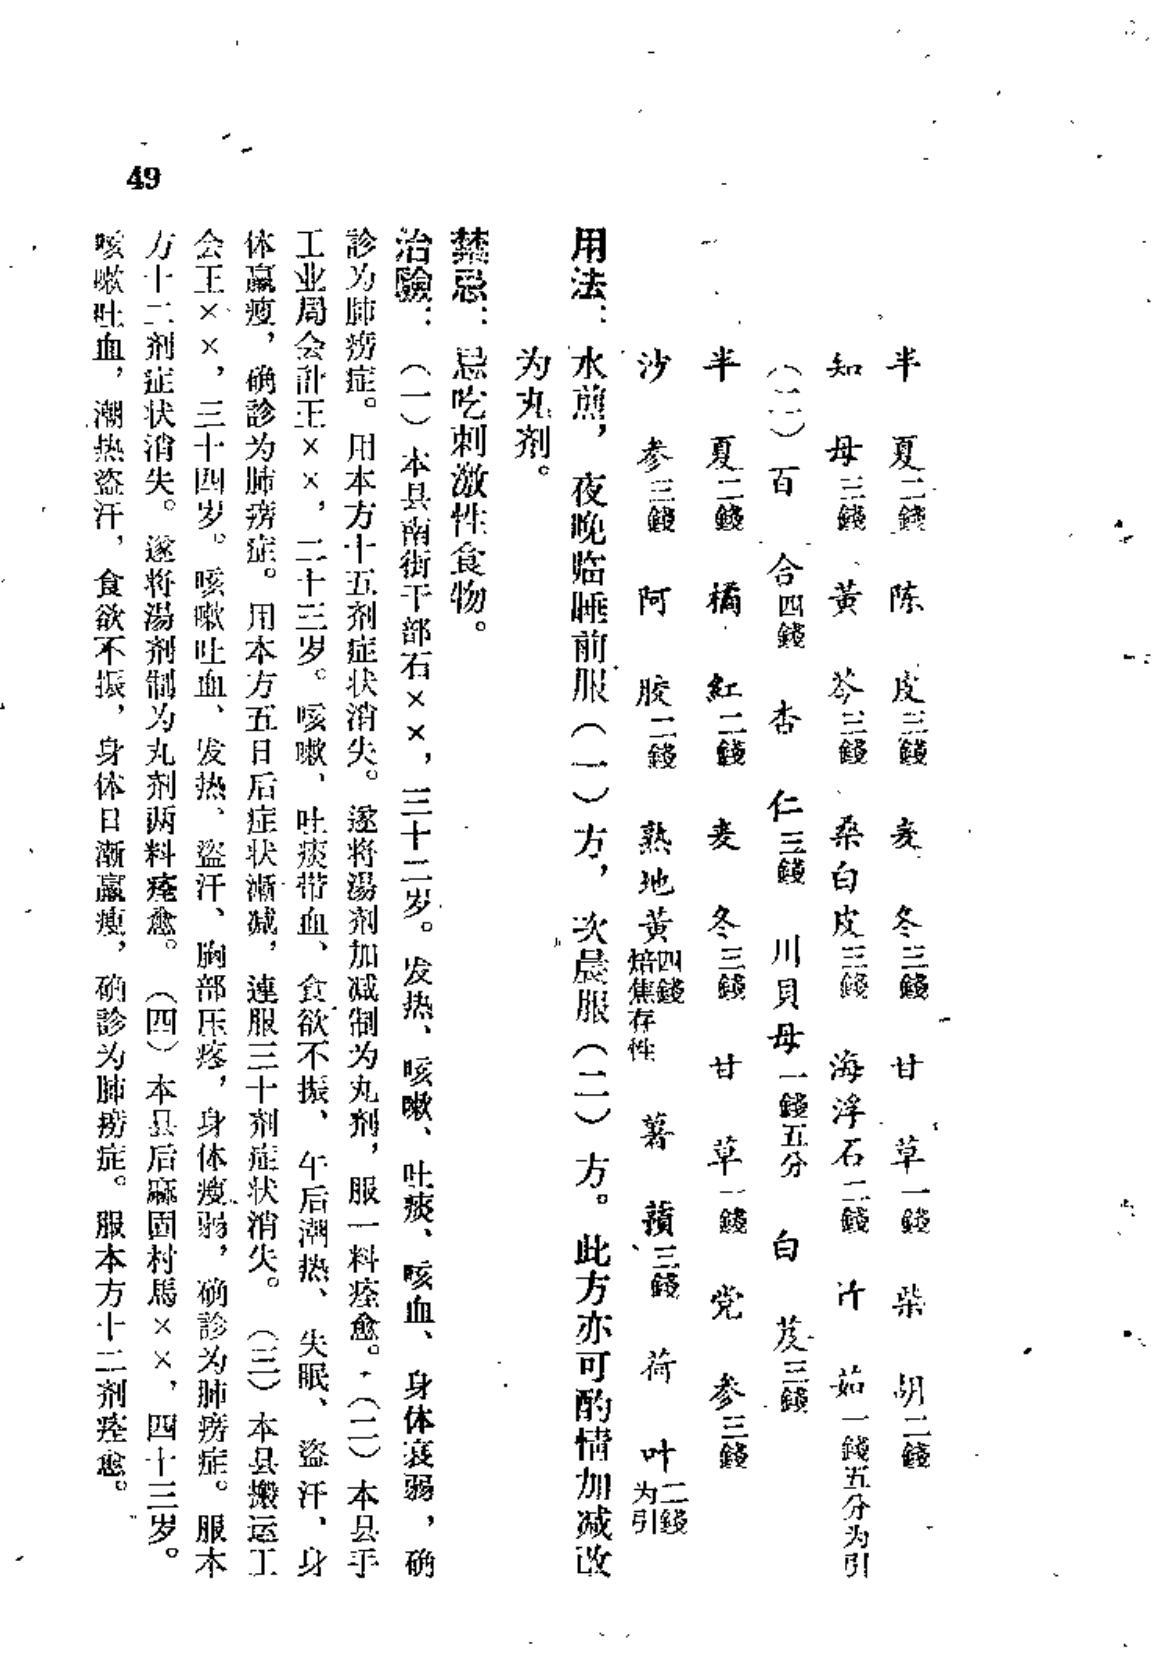 半夏二錢 陈皮三錢 麦冬三錢 甘草一錢 柴胡二錢
知母三錢 黃芩三錢 桑白皮三錢 海浮石二錢 竹茹一錢五分为引
（二）百合四錢 杏仁三錢 川貝母一錢五分 白芨三錢
半夏二錢 橘紅二錢 麦冬三錢 甘草一錢 党参三錢
沙参三錢 阿胶二錢 熟地黃四錢焙焦存性 薯蕷三錢 荷叶二錢为引
用法：水煎，夜晚临睡前服（一）方，次晨服（二）方。此方亦可酌情加减改
为丸剂。
禁忌：忌吃刺激性食物。
治驗：（一）本县南街干部石××，三十二岁。发热、咳嗽、吐痰、咳血、身体衰弱，确
診为肺痨症。用本方十五剂症状消失。遂将湯剂加减制为丸剂，服一料痊愈。（二）本县手
工业局会計王××，二十三岁。咳嗽、吐痰带血、食欲不振、午后潮热、失眠、盜汗、身
体羸瘦，确診为肺痨症。用本方五日后症状漸减，連服三十剂症状消失。（三）本县搬运工
会王××，三十四岁。咳嗽吐血、发热、盜汗、胸部压疼，身体瘦弱，确診为肺痨症。服本
方十二剂症状消失。遂将湯剂制为丸剂两料痊愈。（四）本县后麻固村馬××，四十三岁。
咳嗽吐血，潮热盜汗，食欲不振，身体日漸羸瘦，确診为肺痨症。服本方十二剂痊愈。
49